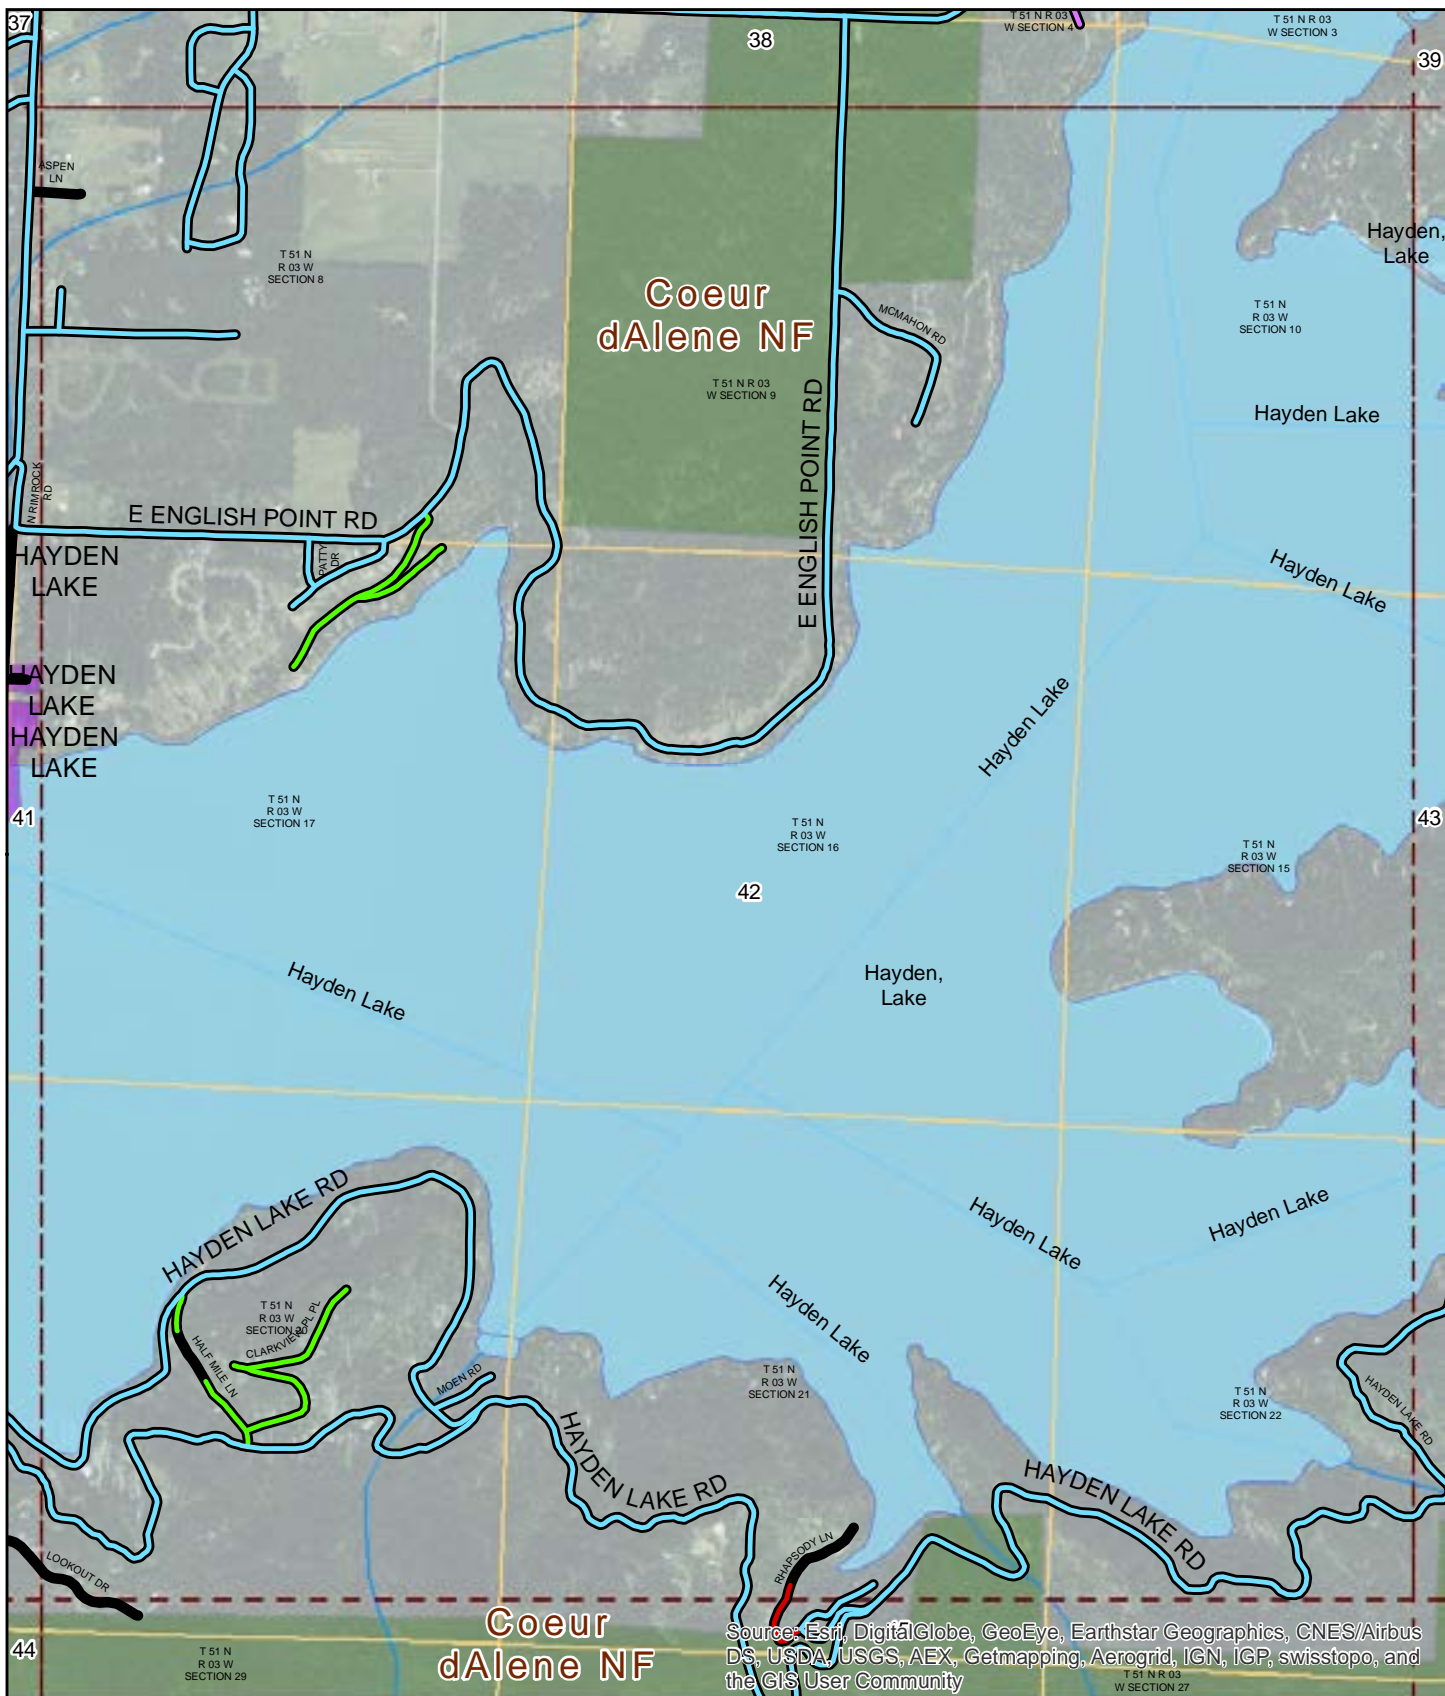 37
38
T 51 N R 03
W SECTION 4
T 51 N R 03
W SECTION 3
39
ASPEN
LN
T 51 N
R 03 W
SECTION 8
Coeur
dAlene NF
T 51 N R 03
W SECTION 9
MCMAHON RD
Hayden,
Lake
T 51 N
R 03 W
SECTION 10
Hayden Lake
N RIMROCK
RD
E ENGLISH POINT RD
PATTY
DR
E ENGLISH POINT RD
HAYDEN
LAKE
Hayden Lake
HAYDEN
LAKE
HAYDEN
LAKE
Hayden Lake
41
T 51 N
R 03 W
SECTION 17
T 51 N
R 03 W
SECTION 16
43
T 51 N
R 03 W
SECTION 15
42
Hayden Lake
Hayden,
Lake
HAYDEN LAKE RD
Hayden Lake
Hayden Lake
Hayden Lake
T 51 N
R 03 W
SECTION 20
CLARKVIEW PL PL
HALF MILE LN
MOEN RD
T 51 N
R 03 W
SECTION 21
T 51 N
R 03 W
SECTION 22
HAYDEN LAKE RD
HAYDEN LAKE RD
HAYDEN LAKE RD
RHAPSODY LN
LOOKOUT DR
44
T 51 N
R 03 W
SECTION 29
Coeur
dAlene NF
T 51 N R 03
W SECTION 27
Source: Esri, DigitalGlobe, GeoEye, Earthstar Geographics, CNES/Airbus
DS, USDA, USGS, AEX, Getmapping, Aerogrid, IGN, IGP, swisstopo, and
the GIS User Community